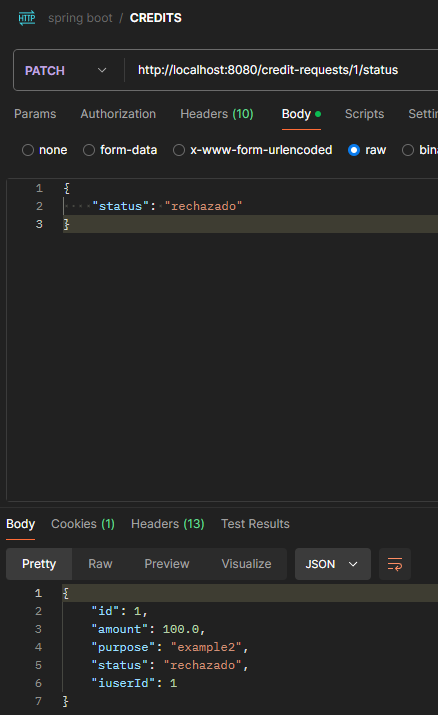 HTTP spring boot / CREDITS
PATCH http://localhost:8080/credit-requests/1/status
Params Authorization Headers (10) Body Scripts Setti
none form-data x-www-form-urlencoded raw bina
1 {
2 "status": "rechazado"
3 }
Body Cookies (1) Headers (13) Test Results
Pretty Raw Preview Visualize JSON
1 {
2 "id": 1,
3 "amount": 100.0,
4 "purpose": "example2",
5 "status": "rechazado",
6 "iuserId": 1
7 }